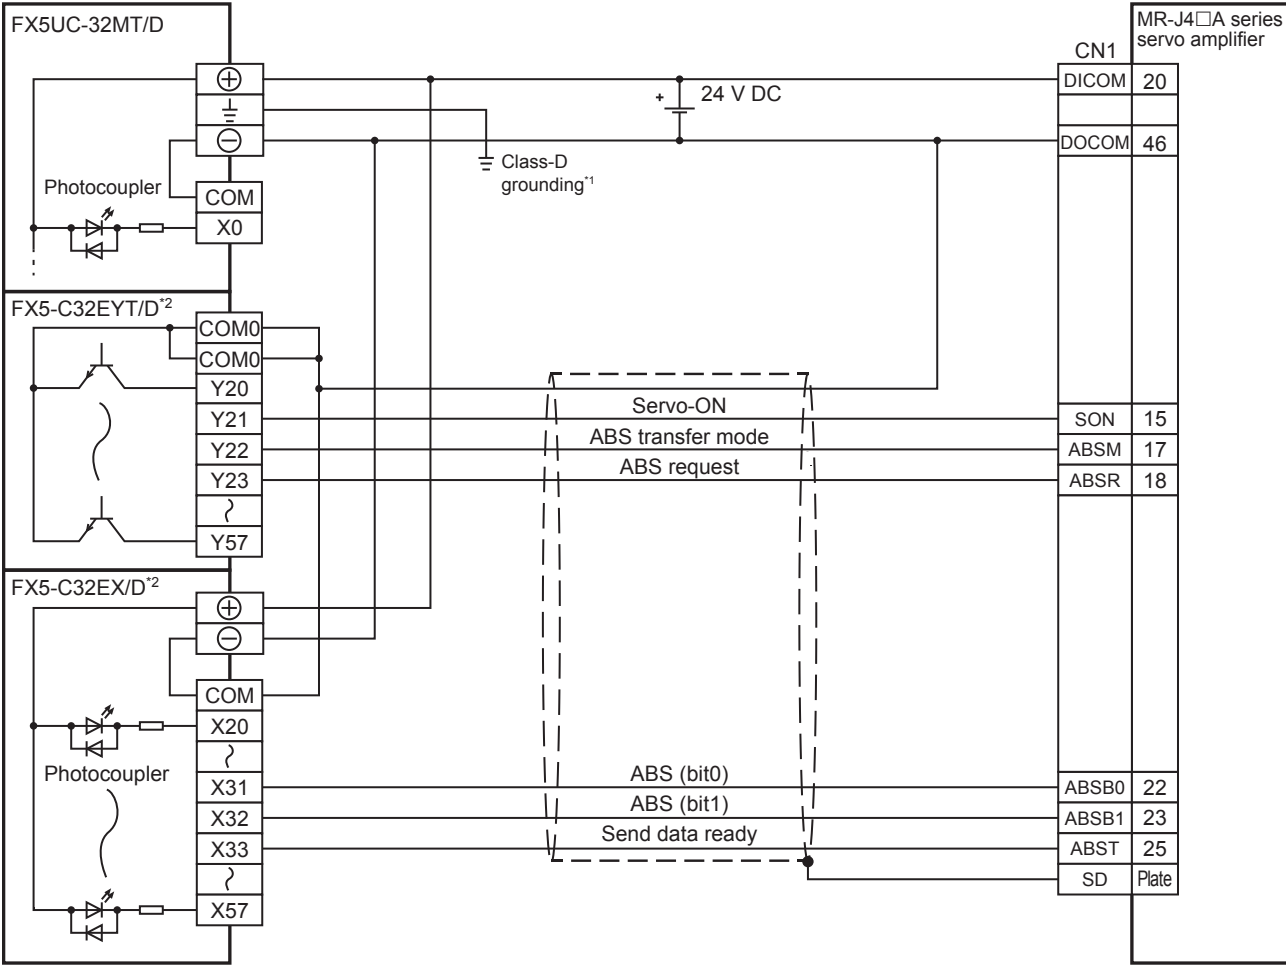 FX5UC-32MT/D
MR-J4□A series
servo amplifier
CN1
⊕
DICOM 20
+
24 V DC
⊖
DOCOM 46
Class-D
grounding*1
Photocoupler
COM
X0
FX5-C32EYT/D*2
COM0
COM0
Y20
Y21
Servo-ON
SON 15
Y22
ABS transfer mode
ABSM 17
Y23
ABS request
ABSR 18
Y57
FX5-C32EX/D*2
⊕
⊖
COM
X20
Photocoupler
X31
ABS (bit0)
ABSB0 22
X32
ABS (bit1)
ABSB1 23
X33
Send data ready
ABST 25
SD Plate
X57